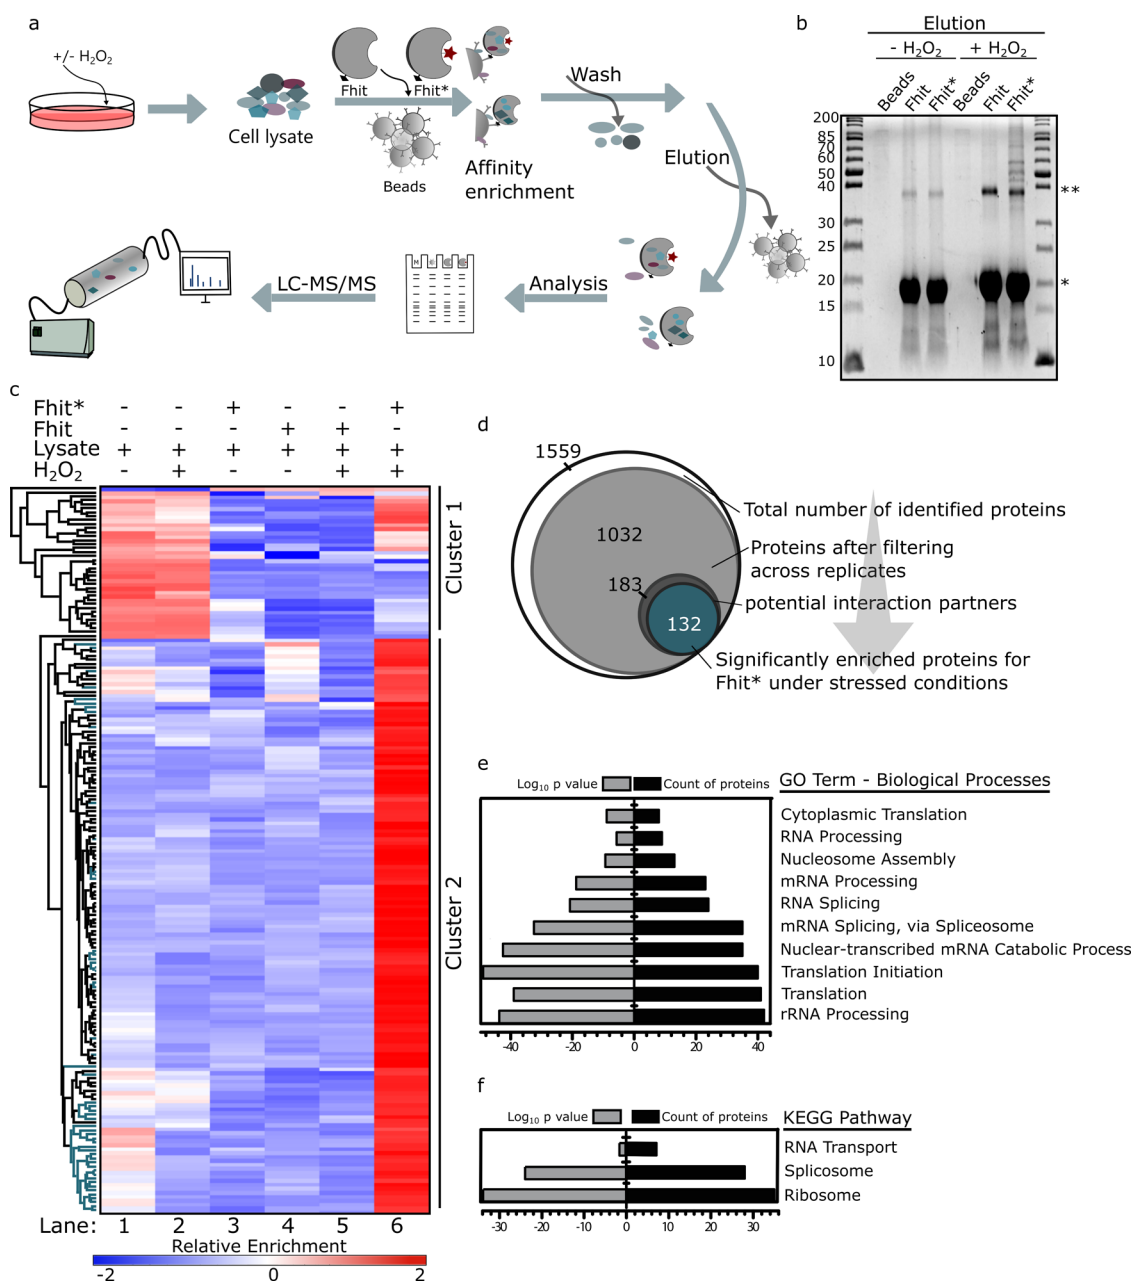 a
+/- H2O2
Cell lysate
Fhit
Fhit*
Beads
Affinity
enrichment
Wash
Elution
Analysis
M
LC-MS/MS
b
Elution
- H2O2
+ H2O2
Beads
Fhit
Fhit*
Beads
Fhit
Fhit*
200
85
70
60
50
40
30
25
20
15
10
**
*
c
Fhit* - - + - - +
Fhit - - - + + -
Lysate + + + + + +
H2O2 - + - - + +
Cluster 1
Cluster 2
Lane: 1 2 3 4 5 6
Relative Enrichment
-2 0 2
d
1559
1032
183
132
Total number of identified proteins
Proteins after filtering
across replicates
potential interaction partners
Significantly enriched proteins for
Fhit* under stressed conditions
e
Log10 p value
Count of proteins
GO Term - Biological Processes
Cytoplasmic Translation
RNA Processing
Nucleosome Assembly
mRNA Processing
RNA Splicing
mRNA Splicing, via Spliceosome
Nuclear-transcribed mRNA Catabolic Process
Translation Initiation
Translation
rRNA Processing
-40 -20 0 20 40
f
Log10 p value
Count of proteins
KEGG Pathway
RNA Transport
Splicosome
Ribosome
-30 -20 -10 0 10 20 30